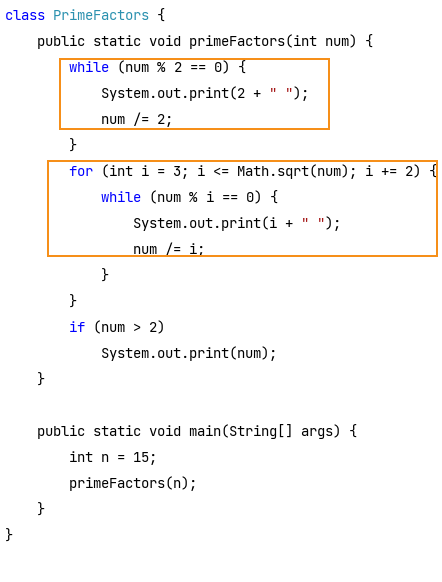 class PrimeFactors {
    public static void primeFactors(int num) {
        while (num % 2 == 0) {
            System.out.print(2 + " ");
            num /= 2;
        }
        for (int i = 3; i <= Math.sqrt(num); i += 2) {
            while (num % i == 0) {
                System.out.print(i + " ");
                num /= i;
            }
        }
        if (num > 2)
            System.out.print(num);
    }

    public static void main(String[] args) {
        int n = 15;
        primeFactors(n);
    }
}